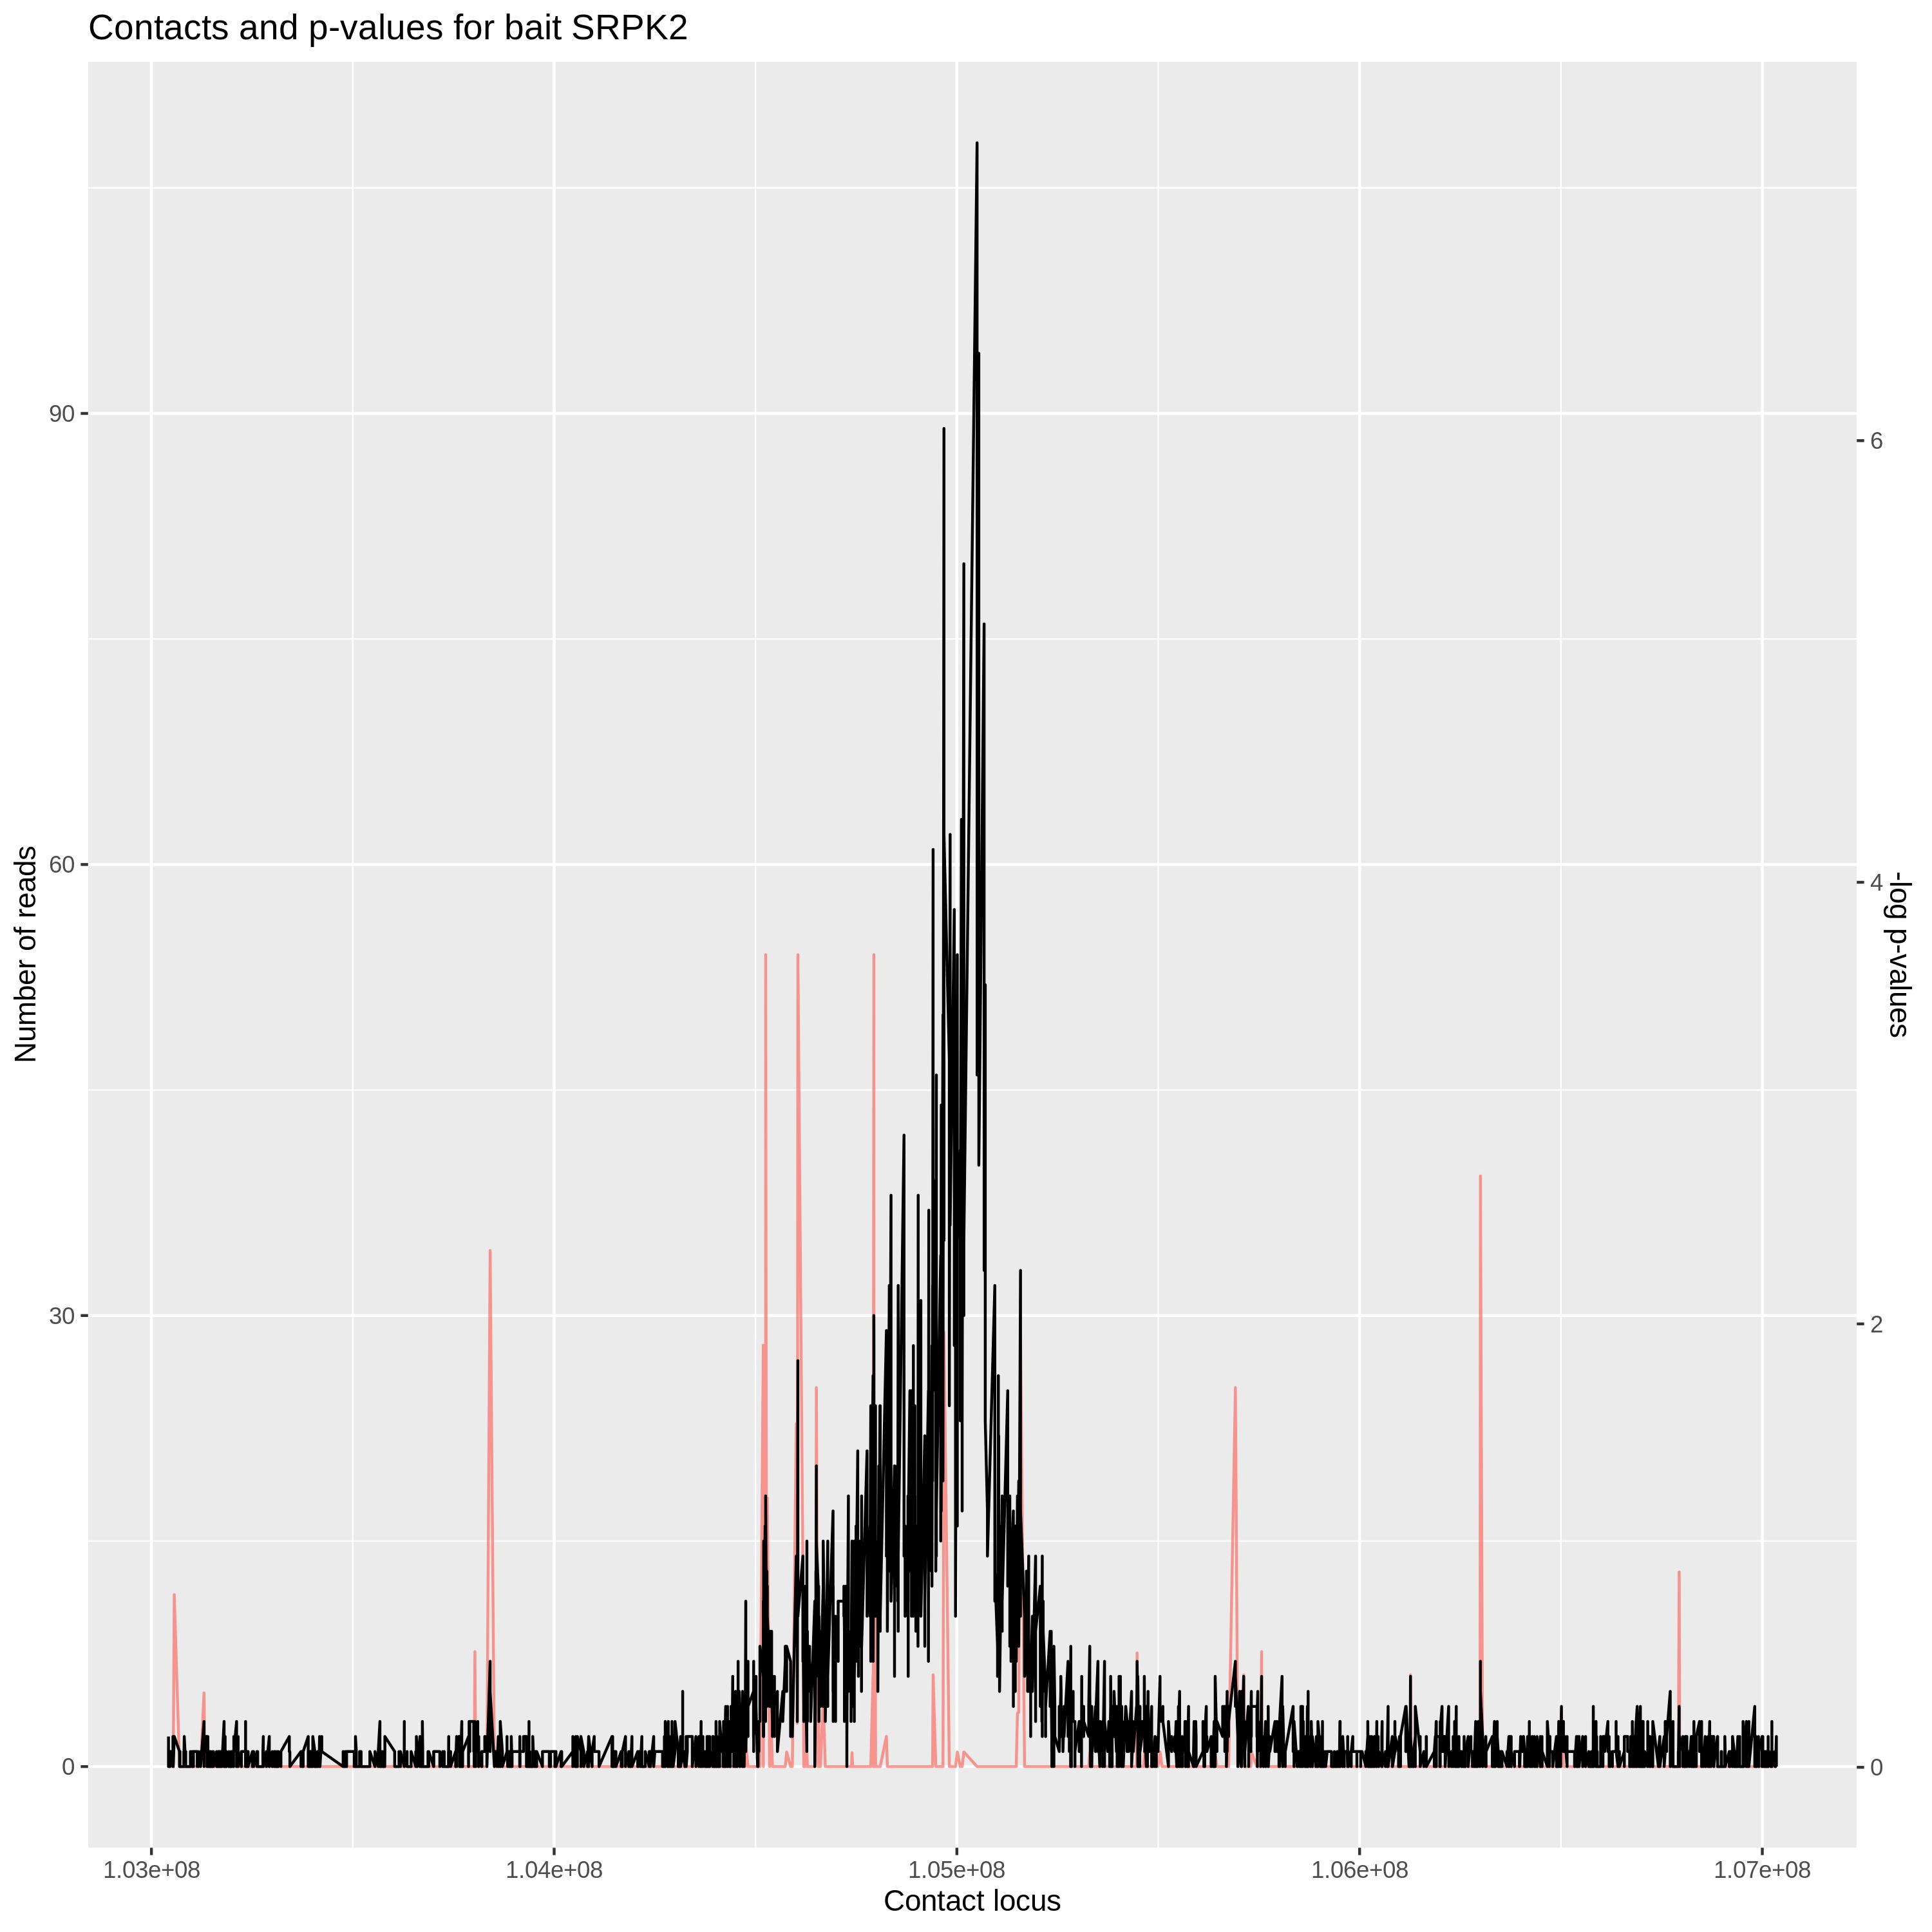 Contacts and p-values for bait SRPK2
Number of reads
90
60
30
0
6
4
2
0
-log p-values
1.03e+08
1.04e+08
1.05e+08
1.06e+08
1.07e+08
Contact locus